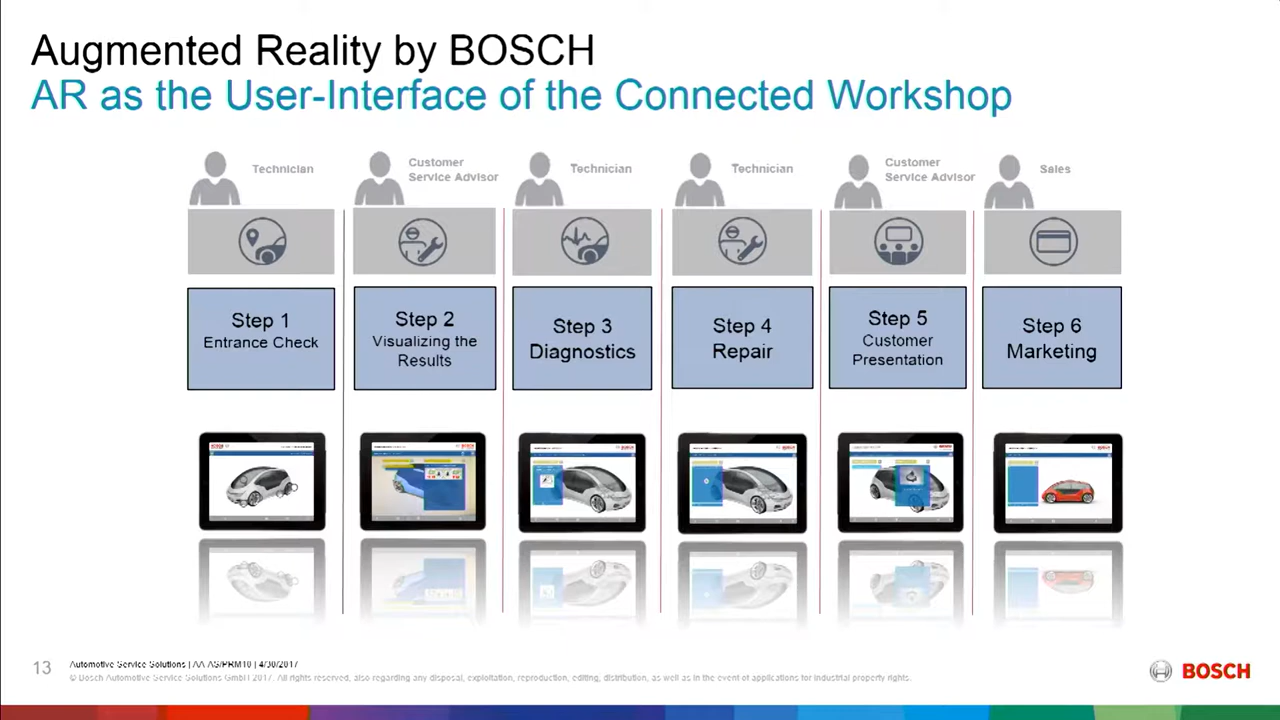 Augmented Reality by BOSCH
AR as the User-Interface of the Connected Workshop
Technician
Customer
Service Advisor
Technician
Technician
Customer
Service Advisor
Sales
Step 1
Entrance Check
Step 2
Visualizing the
Results
Step 3
Diagnostics
Step 4
Repair
Step 5
Customer
Presentation
Step 6
Marketing
13
Automotive Service Solutions | AA-AS/PRM10 | 4/30/2017
© Bosch Automotive Service Solutions GmbH 2017. All rights reserved, also regarding any disposal, exploitation, reproduction, editing, distribution, as well as in the event of applications for industrial property rights.
BOSCH